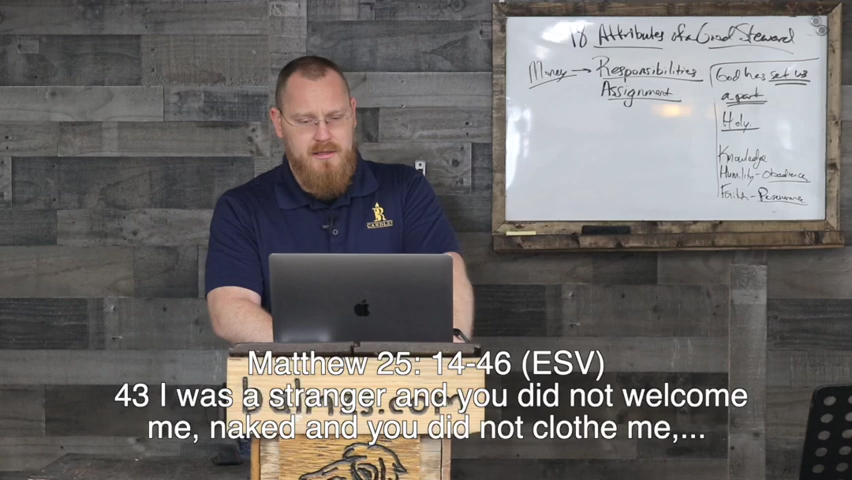 18 Attributes of a Good Steward
Money → Responsibilities
Assignment
God has set us
apart
Holy
Knowledge
Humility - Obedience
Faith - Perseverance
CANDLE
Matthew 25: 14-46 (ESV)
43 I was a stranger and you did not welcome
me, naked and you did not clothe me,...